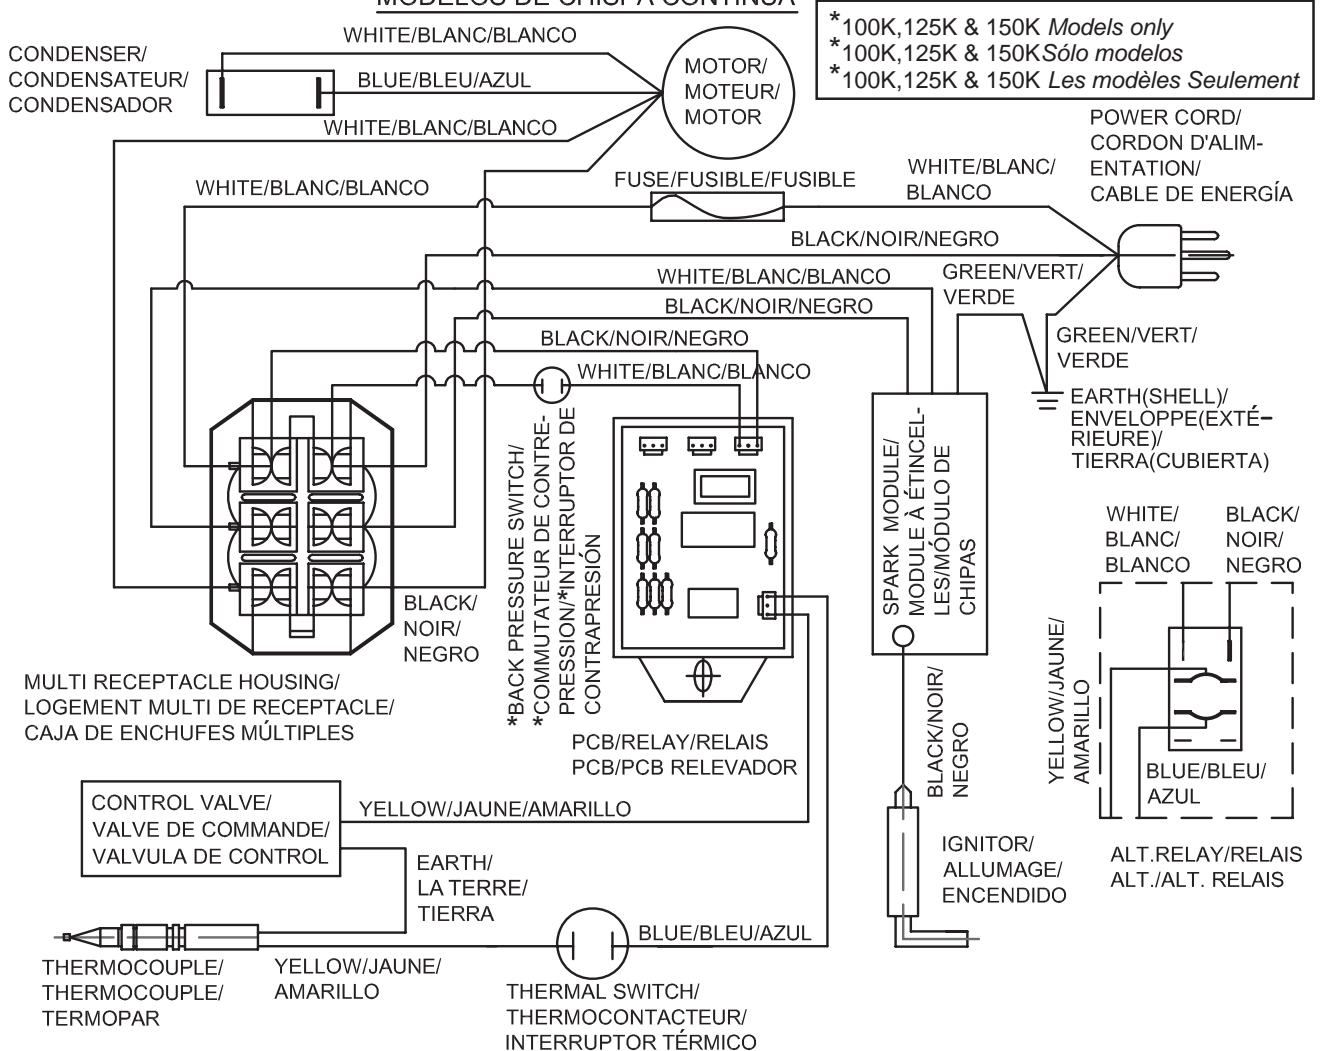 MODELOS DE CHISPA CONTINUA
*100K,125K & 150K Models only
*100K,125K & 150K Sólo modelos
*100K,125K & 150K Les modèles Seulement
CONDENSER/
CONDENSATEUR/
CONDENSADOR
WHITE/BLANC/BLANCO
BLUE/BLEU/AZUL
WHITE/BLANC/BLANCO
MOTOR/
MOTEUR/
MOTOR
POWER CORD/
CORDON D'ALIM-
ENTATION/
CABLE DE ENERGÍA
WHITE/BLANC/BLANCO
FUSE/FUSIBLE/FUSIBLE
WHITE/BLANC/
BLANCO
BLACK/NOIR/NEGRO
WHITE/BLANC/BLANCO
GREEN/VERT/
VERDE
BLACK/NOIR/NEGRO
BLACK/NOIR/NEGRO
WHITE/BLANC/BLANCO
GREEN/VERT/
VERDE
EARTH(SHELL)/
ENVELOPPE(EXTÉ-
RIEURE)/
TIERRA(CUBIERTA)
BLACK/
NOIR/
NEGRO
*BACK PRESSURE SWITCH/
*COMMUTATEUR DE CONTRE-
PRESSION/*INTERRUPTOR DE
CONTRAPRESIÓN
SPARK MODULE/
MODULE À ÉTINCEL-
LES/MÓDULO DE
CHIPAS
WHITE/
BLANC/
BLANCO
BLACK/
NOIR/
NEGRO
YELLOW/JAUNE/
AMARILLO
BLUE/BLEU/
AZUL
ALT.RELAY/RELAIS
ALT./ALT. RELAIS
MULTI RECEPTACLE HOUSING/
LOGEMENT MULTI DE RECEPTACLE/
CAJA DE ENCHUFES MÚLTIPLES
PCB/RELAY/RELAIS
PCB/PCB RELEVADOR
BLACK/NOIR/
NEGRO
CONTROL VALVE/
VALVE DE COMMANDE/
VALVULA DE CONTROL
YELLOW/JAUNE/AMARILLO
EARTH/
LA TERRE/
TIERRA
IGNITOR/
ALLUMAGE/
ENCENDIDO
BLUE/BLEU/AZUL
THERMOCOUPLE/
THERMOCOUPLE/
TERMOPAR
YELLOW/JAUNE/
AMARILLO
THERMAL SWITCH/
THERMOCONTACTEUR/
INTERRUPTOR TÉRMICO